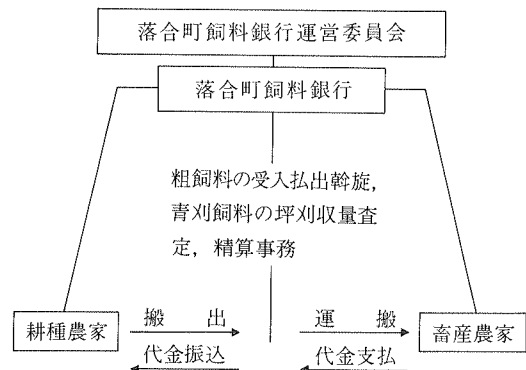 落合町飼料銀行運営委員会
落合町飼料銀行
粗飼料の受入払出斡旋,
青刈飼料の坪刈収量査
定, 精算事務
耕種農家
搬出
代金振込
運搬
代金支払
畜産農家